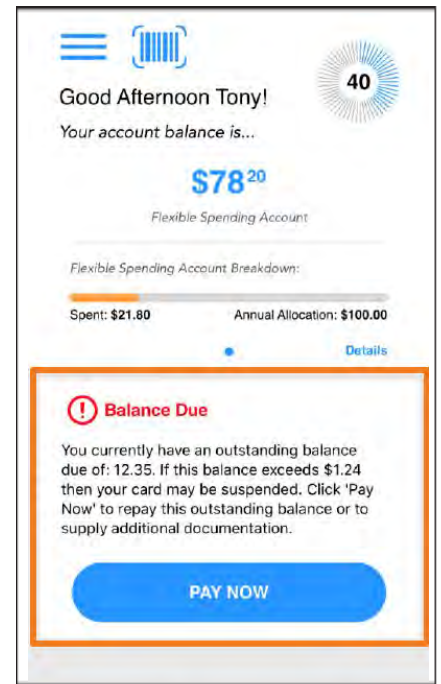 40
Good Afternoon Tony!
Your account balance is...
$78²⁰
Flexible Spending Account
Flexible Spending Account Breakdown:
Spent: $21.80 Annual Allocation: $100.00
Details
! Balance Due
You currently have an outstanding balance
due of: 12.35. If this balance exceeds $1.24
then your card may be suspended. Click 'Pay
Now' to repay this outstanding balance or to
supply additional documentation.
PAY NOW